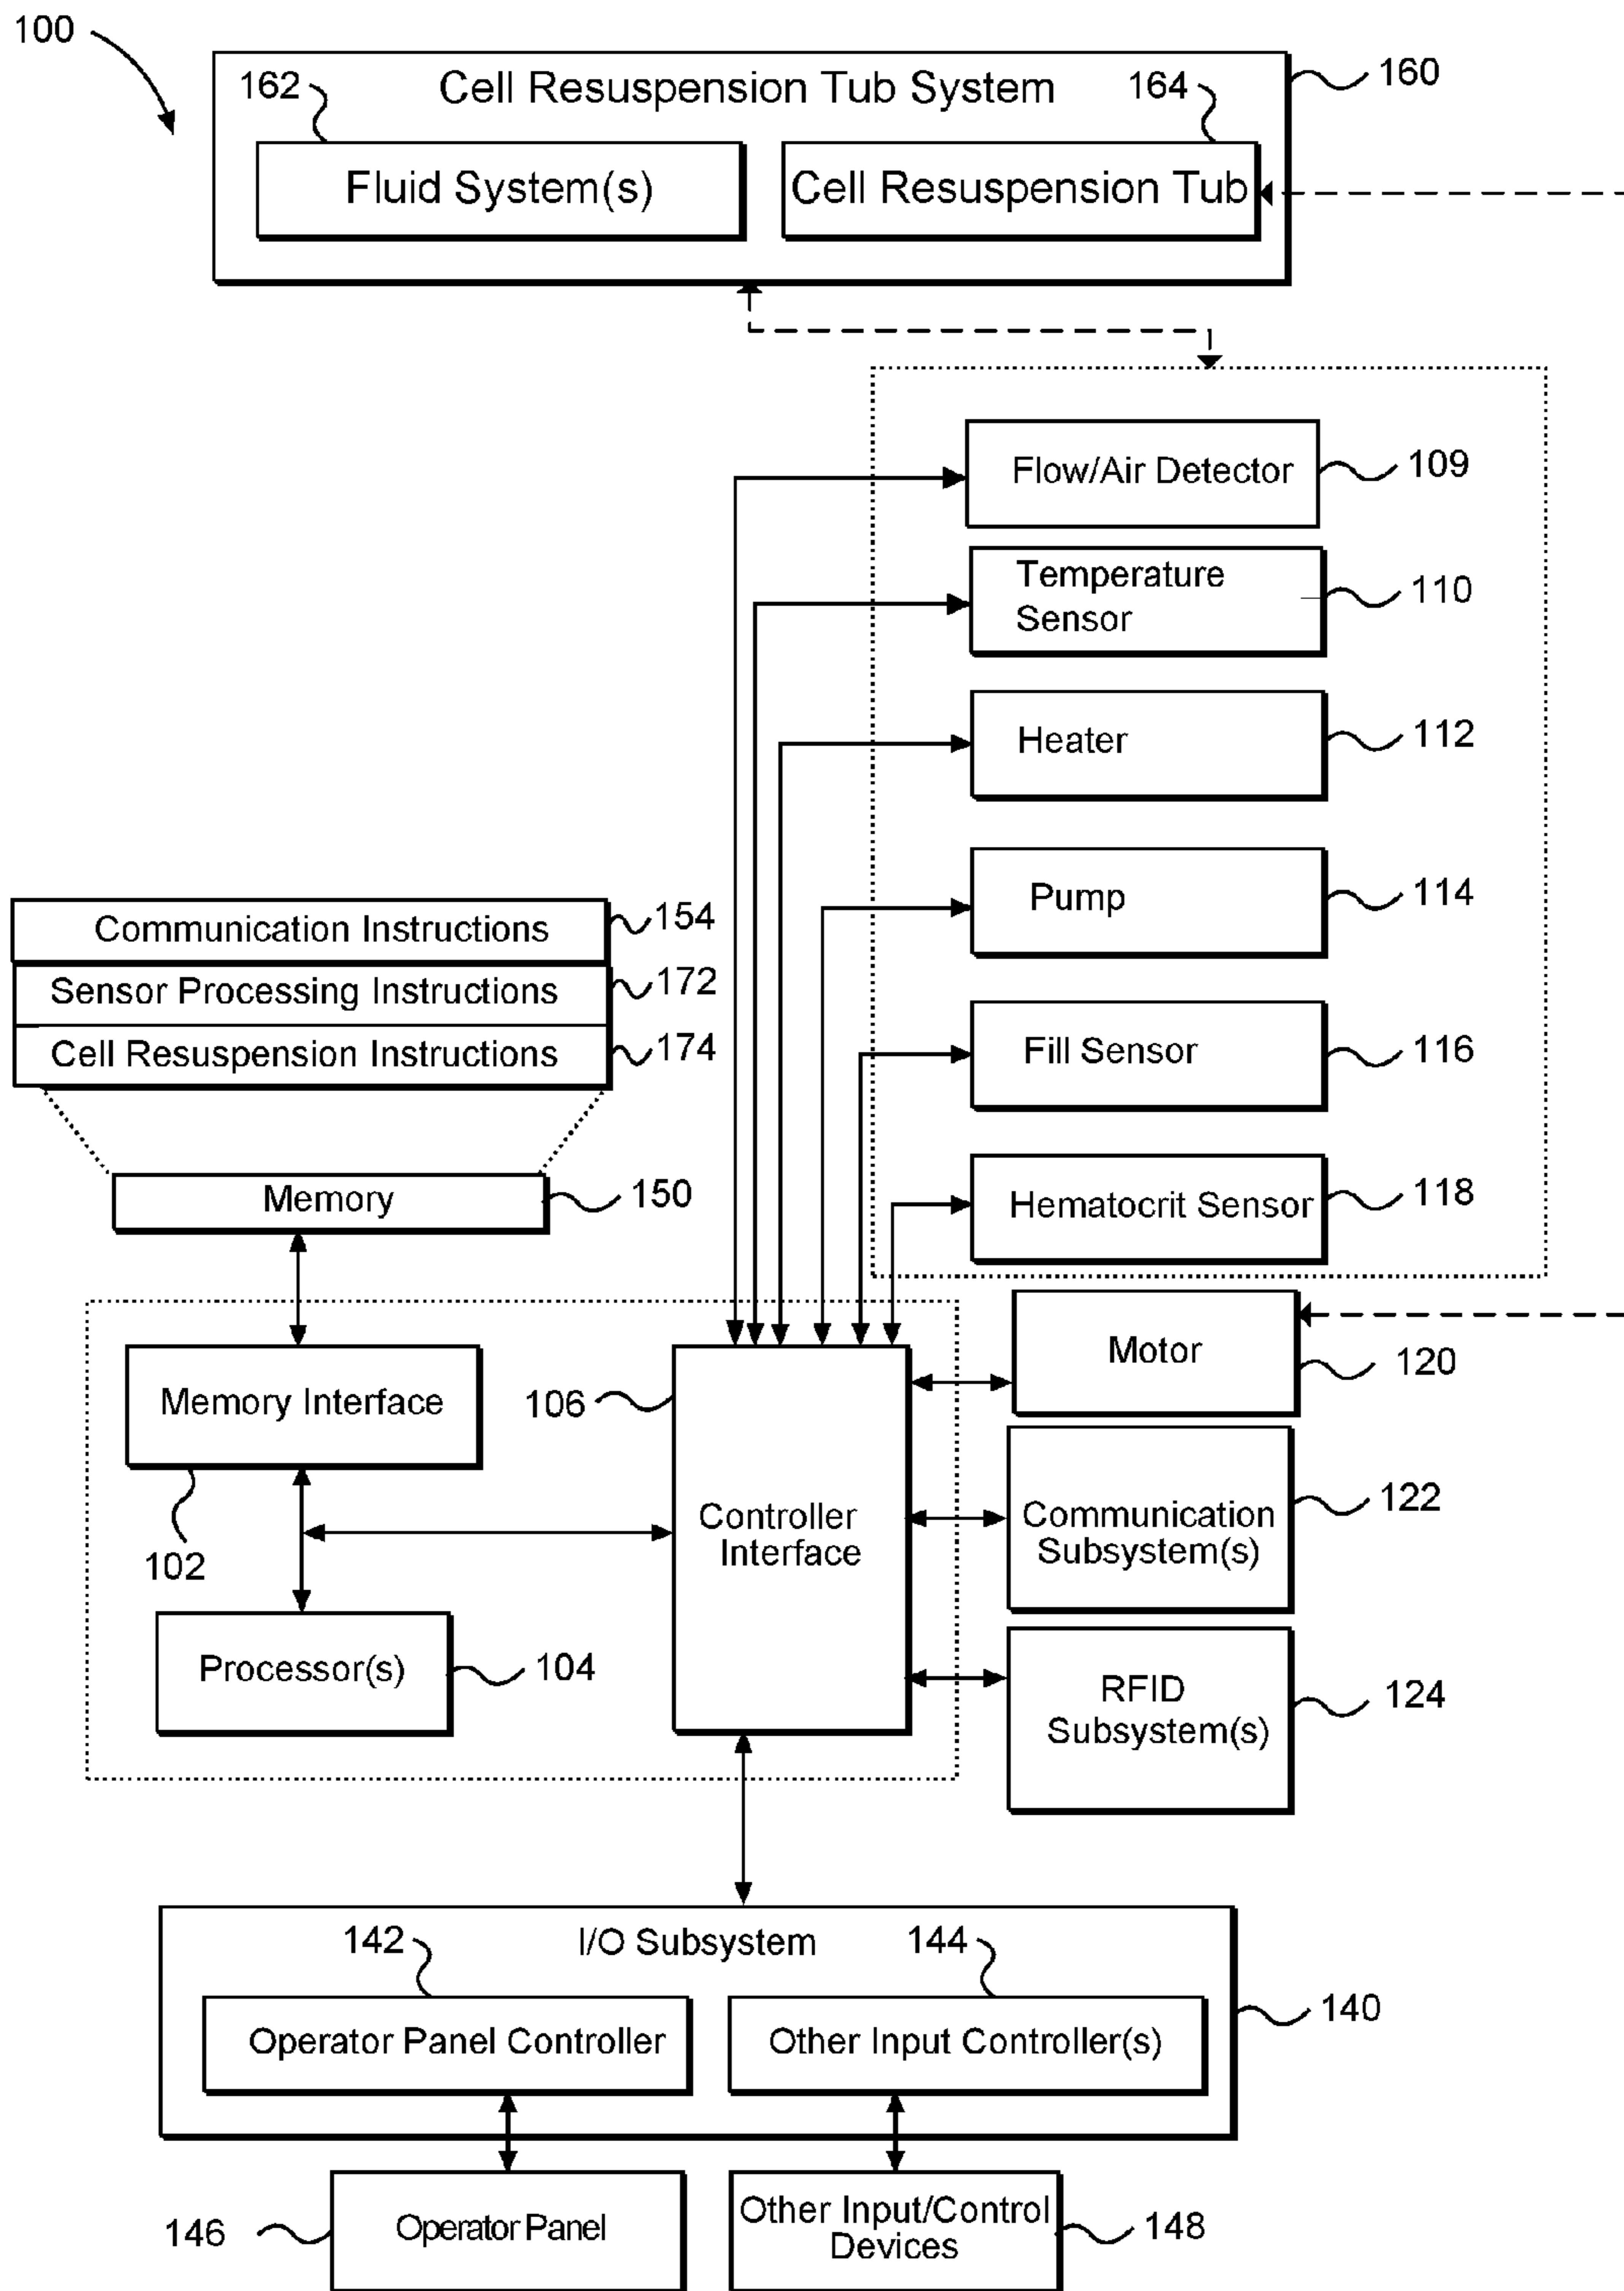 100
Cell Resuspension Tub System
160
162
164
Fluid System(s)
Cell Resuspension Tub
Flow/Air Detector
109
Temperature
Sensor
110
Heater
112
Pump
114
Fill Sensor
116
Hematocrit Sensor
118
Communication Instructions
154
Sensor Processing Instructions
172
Cell Resuspension Instructions
174
Memory
150
Memory Interface
102
Processor(s)
104
106
Controller
Interface
Motor
120
Communication
Subsystem(s)
122
RFID
Subsystem(s)
124
I/O Subsystem
140
142
144
Operator Panel Controller
Other Input Controller(s)
146
Operator Panel
Other Input/Control
Devices
148